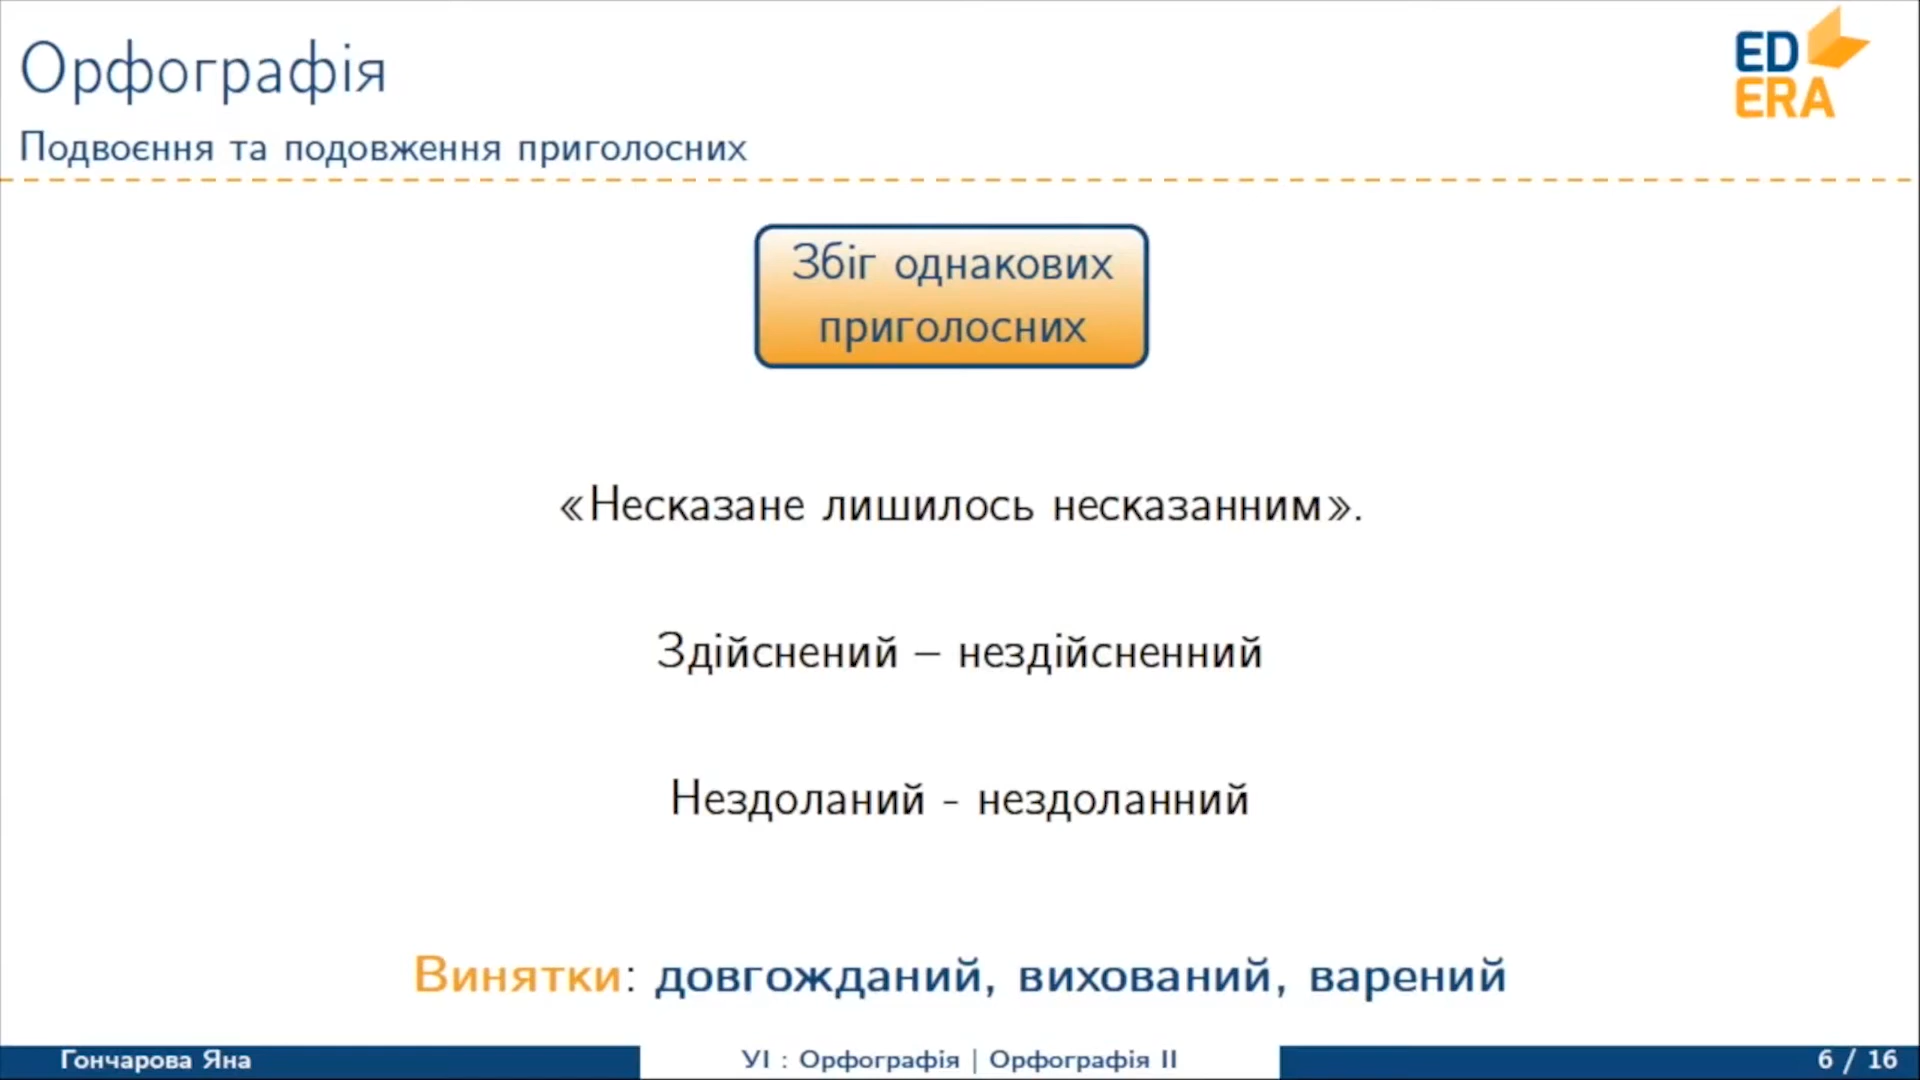 Орфографія
ED
ERA
Подвоєння та подовження приголосних
Збіг однакових
приголосних
«Несказане лишилось несказанним».
Здійснений – нездійсненний
Нездоланий - нездоланний
Винятки: довгожданий, вихований, варений
Гончарова Яна
УІ : Орфографія | Орфографія II
6 / 16